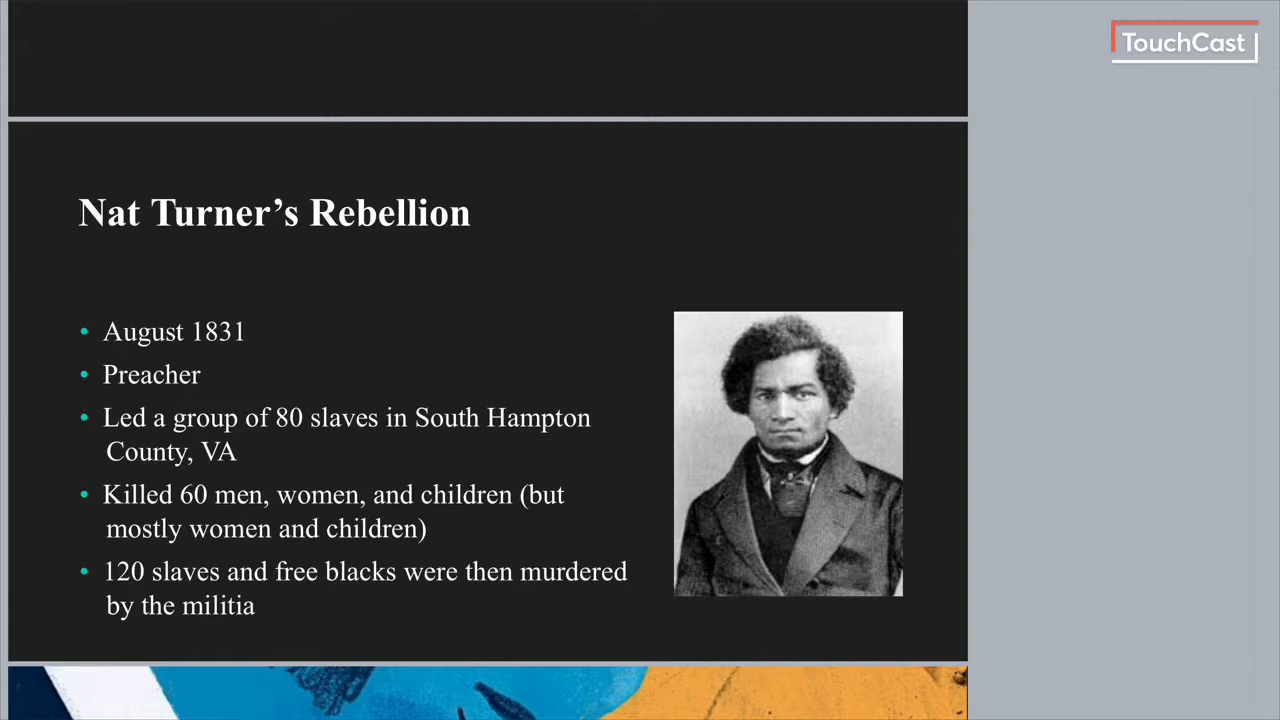 TouchCast
Nat Turner’s Rebellion
• August 1831
• Preacher
• Led a group of 80 slaves in South Hampton
County, VA
• Killed 60 men, women, and children (but
mostly women and children)
• 120 slaves and free blacks were then murdered
by the militia